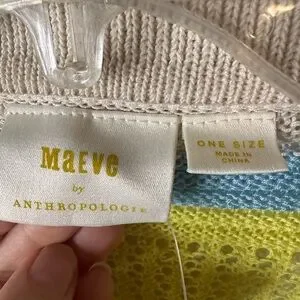 MAEVE
by
ANTHROPOLOGIE
ONE SIZE
MADE IN
CHINA